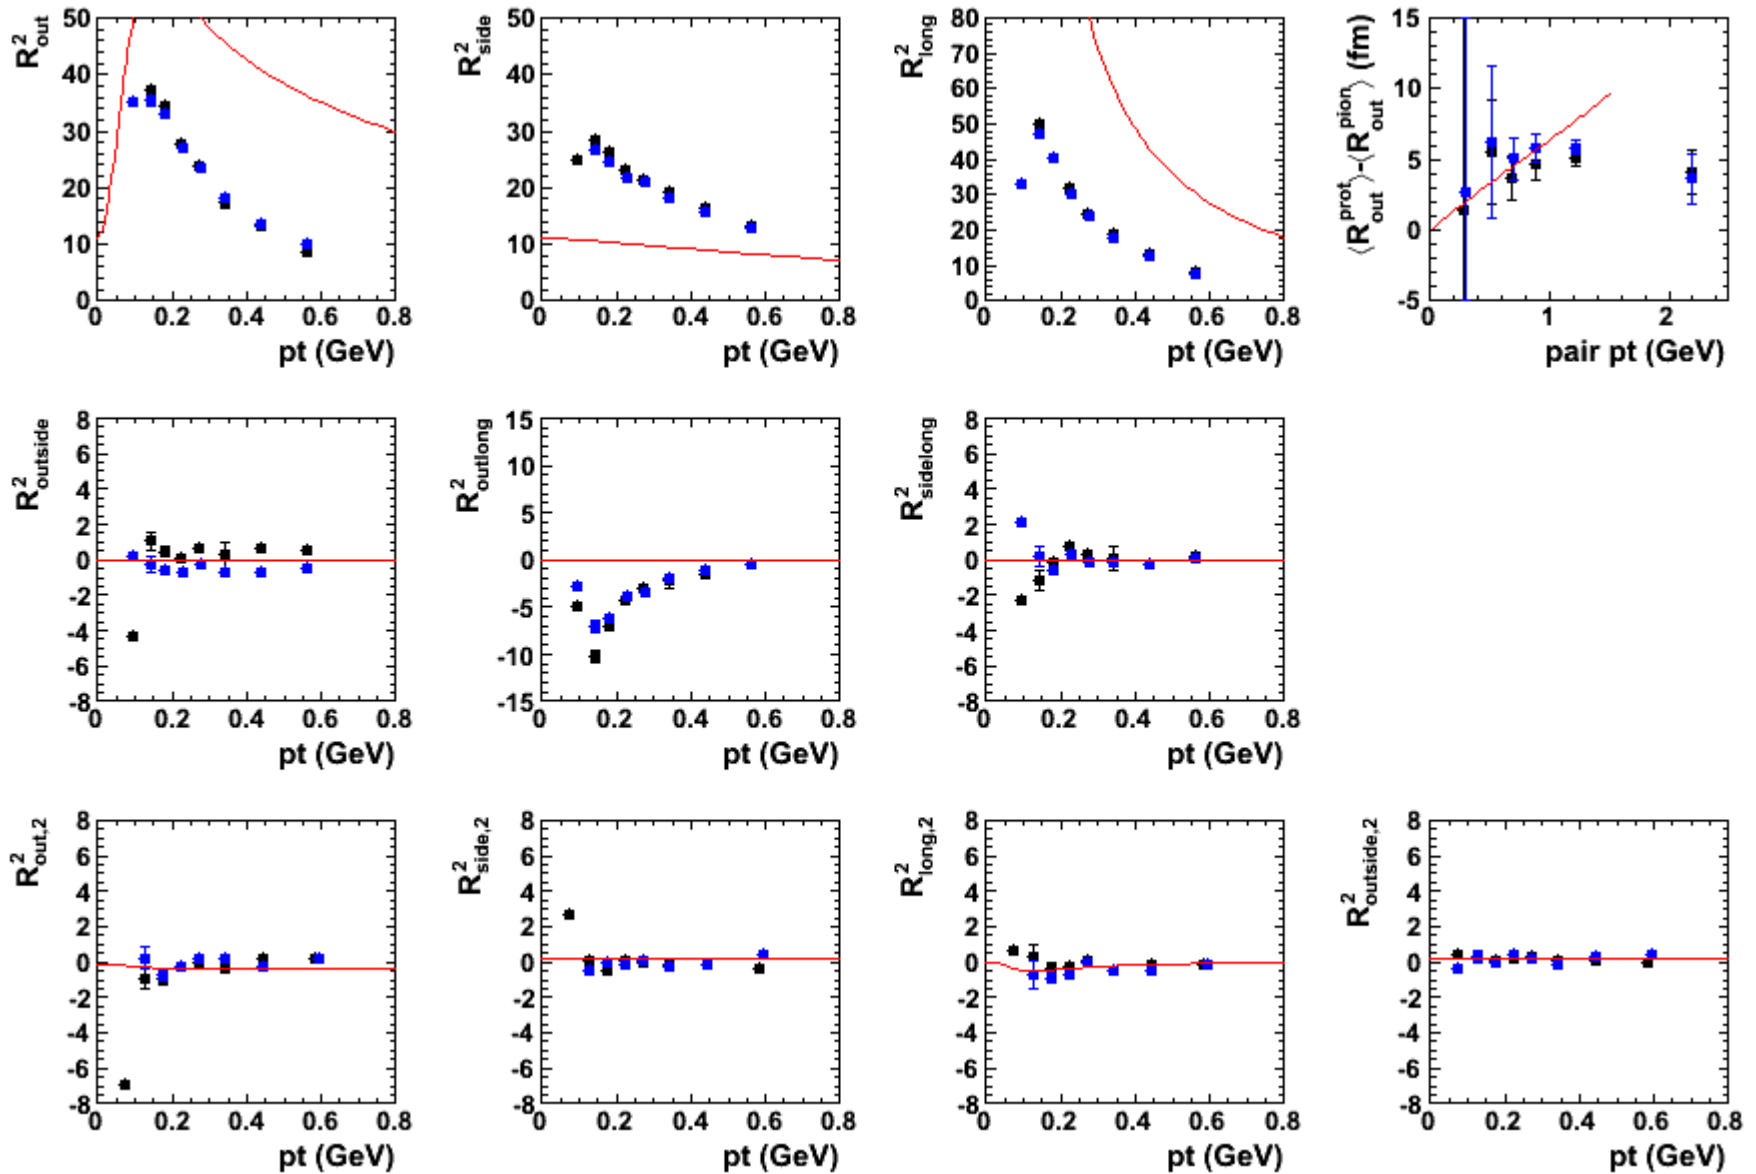 R²out
50
40
30
20
10
0
0 0.2 0.4 0.6 0.8
pt (GeV)
R²side
50
40
30
20
10
0
0 0.2 0.4 0.6 0.8
pt (GeV)
R²long
80
70
60
50
40
30
20
10
0
0 0.2 0.4 0.6 0.8
pt (GeV)
⟨R^prot_out⟩-⟨R^pion_out⟩ (fm)
15
10
5
0
-5
0 1 2
pair pt (GeV)
R²outside
8
6
4
2
0
-2
-4
-6
-8
0 0.2 0.4 0.6 0.8
pt (GeV)
R²outlong
15
10
5
0
-5
-10
-15
0 0.2 0.4 0.6 0.8
pt (GeV)
R²sidelong
8
6
4
2
0
-2
-4
-6
-8
0 0.2 0.4 0.6 0.8
pt (GeV)
R²out,2
8
6
4
2
0
-2
-4
-6
-8
0 0.2 0.4 0.6 0.8
pt (GeV)
R²side,2
8
6
4
2
0
-2
-4
-6
-8
0 0.2 0.4 0.6 0.8
pt (GeV)
R²long,2
8
6
4
2
0
-2
-4
-6
-8
0 0.2 0.4 0.6 0.8
pt (GeV)
R²outside,2
8
6
4
2
0
-2
-4
-6
-8
0 0.2 0.4 0.6 0.8
pt (GeV)